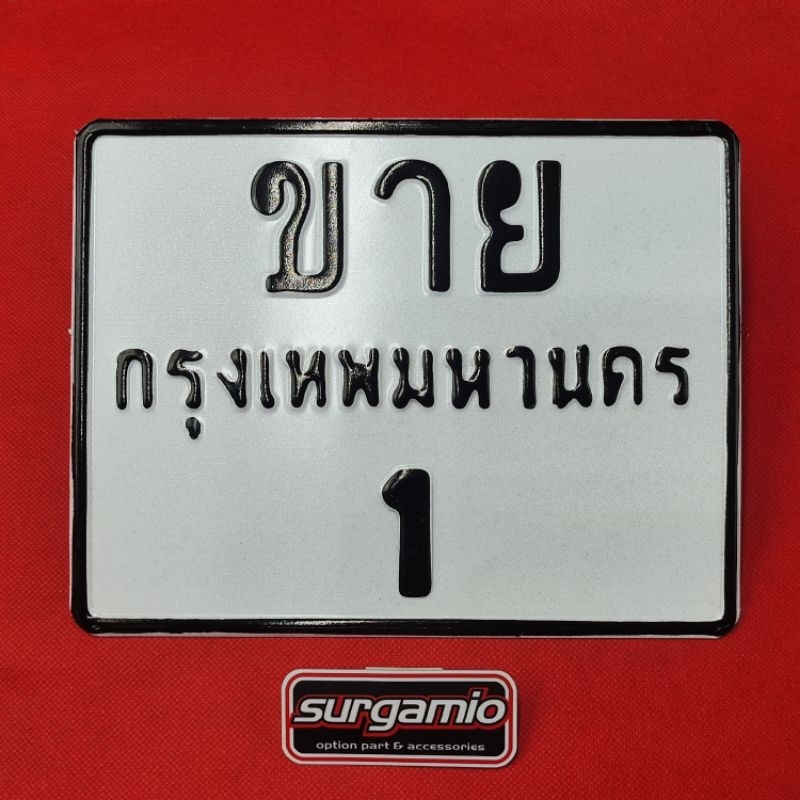 ขาย
กรุงเทพมหานคร
1
surgamio
option part & accessories